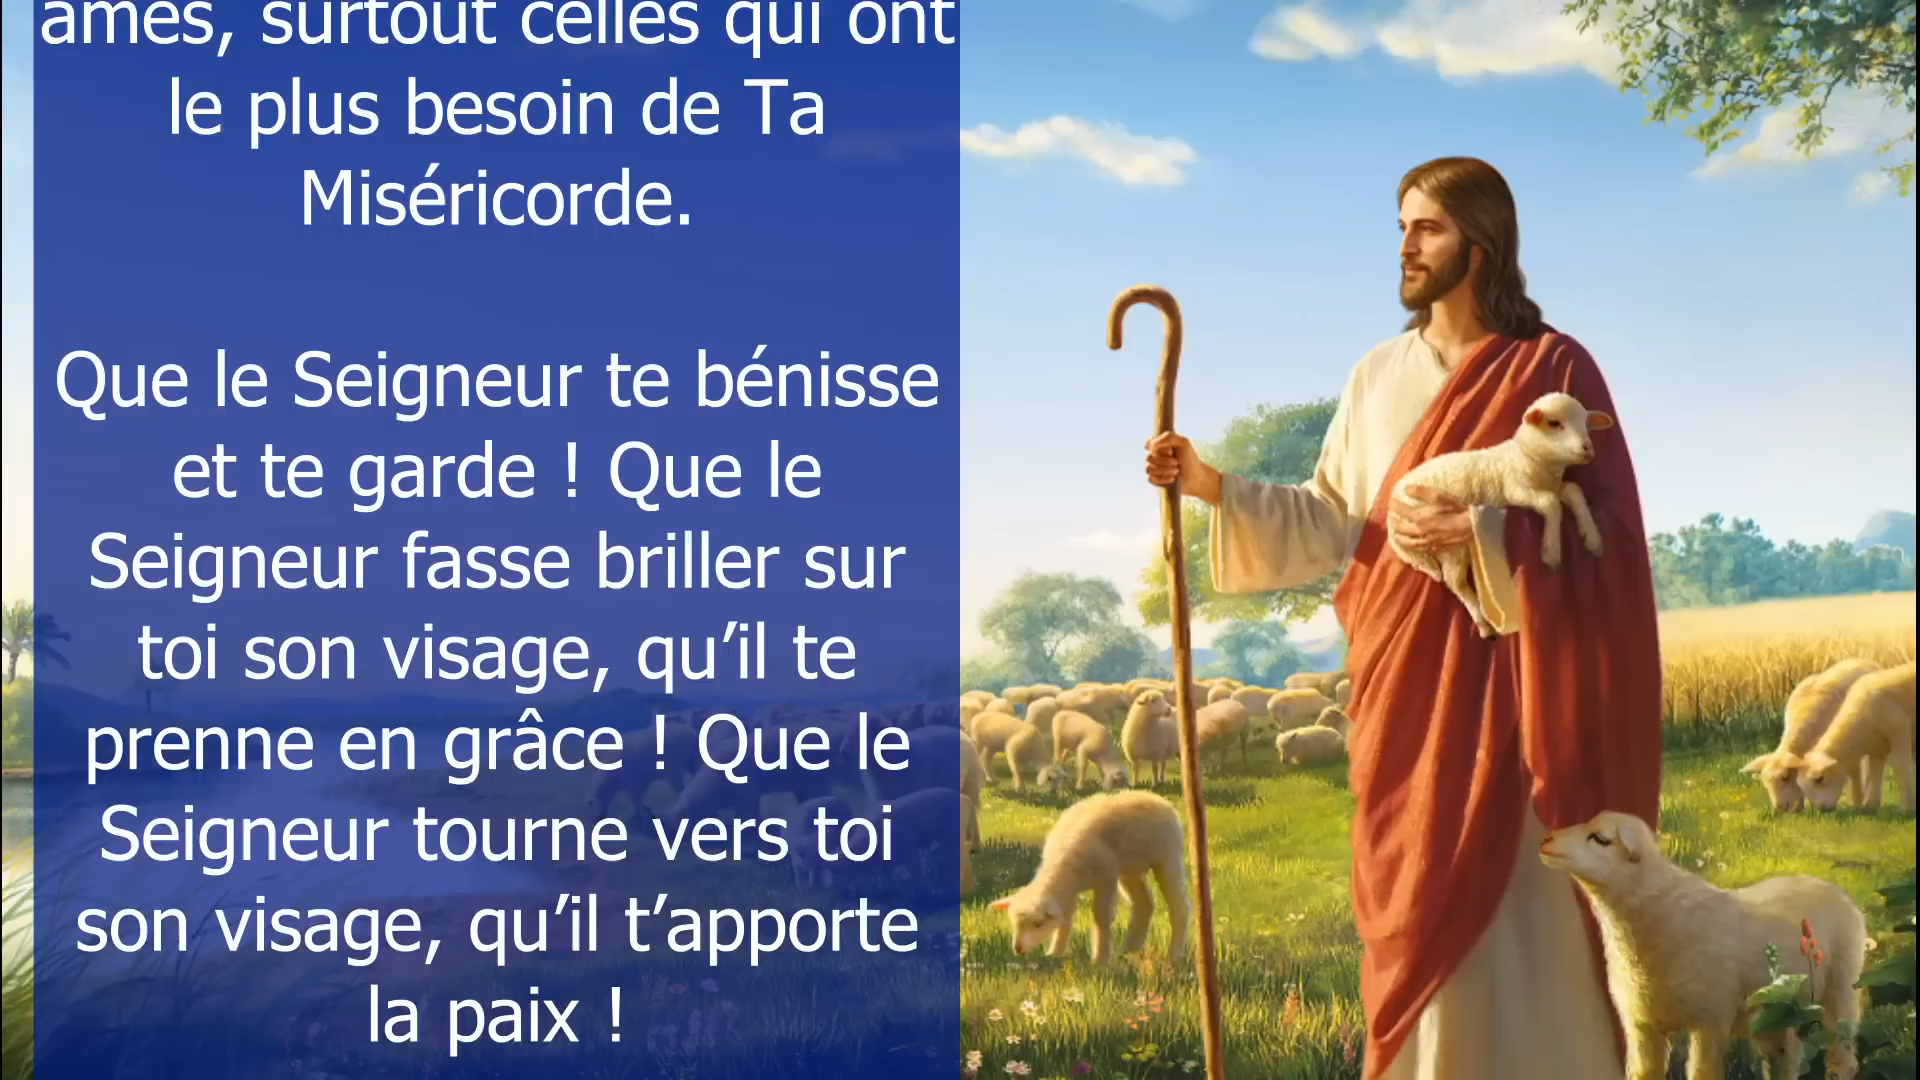 âmes, surtout celles qui ont
le plus besoin de Ta
Miséricorde.
Que le Seigneur te bénisse
et te garde ! Que le
Seigneur fasse briller sur
toi son visage, qu’il te
prenne en grâce ! Que le
Seigneur tourne vers toi
son visage, qu’il t’apporte
la paix !